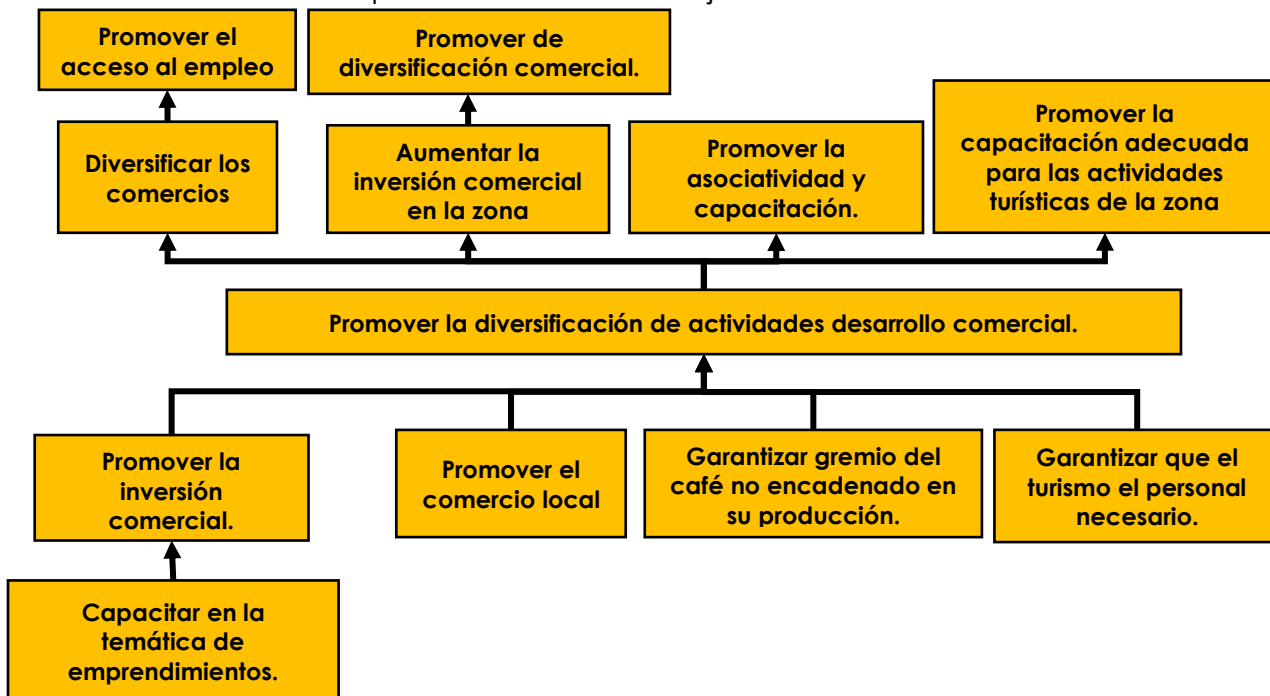 Promover el
acceso al empleo
Promover de
diversificación comercial.
Diversificar los
comercios
Aumentar la
inversión comercial
en la zona
Promover la
asociatividad y
capacitación.
Promover la
capacitación adecuada
para las actividades
turísticas de la zona
Promover la diversificación de actividades desarrollo comercial.
Promover la
inversión
comercial.
Promover el
comercio local
Garantizar gremio del
café no encadenado en
su producción.
Garantizar que el
turismo el personal
necesario.
Capacitar en la
temática de
emprendimientos.